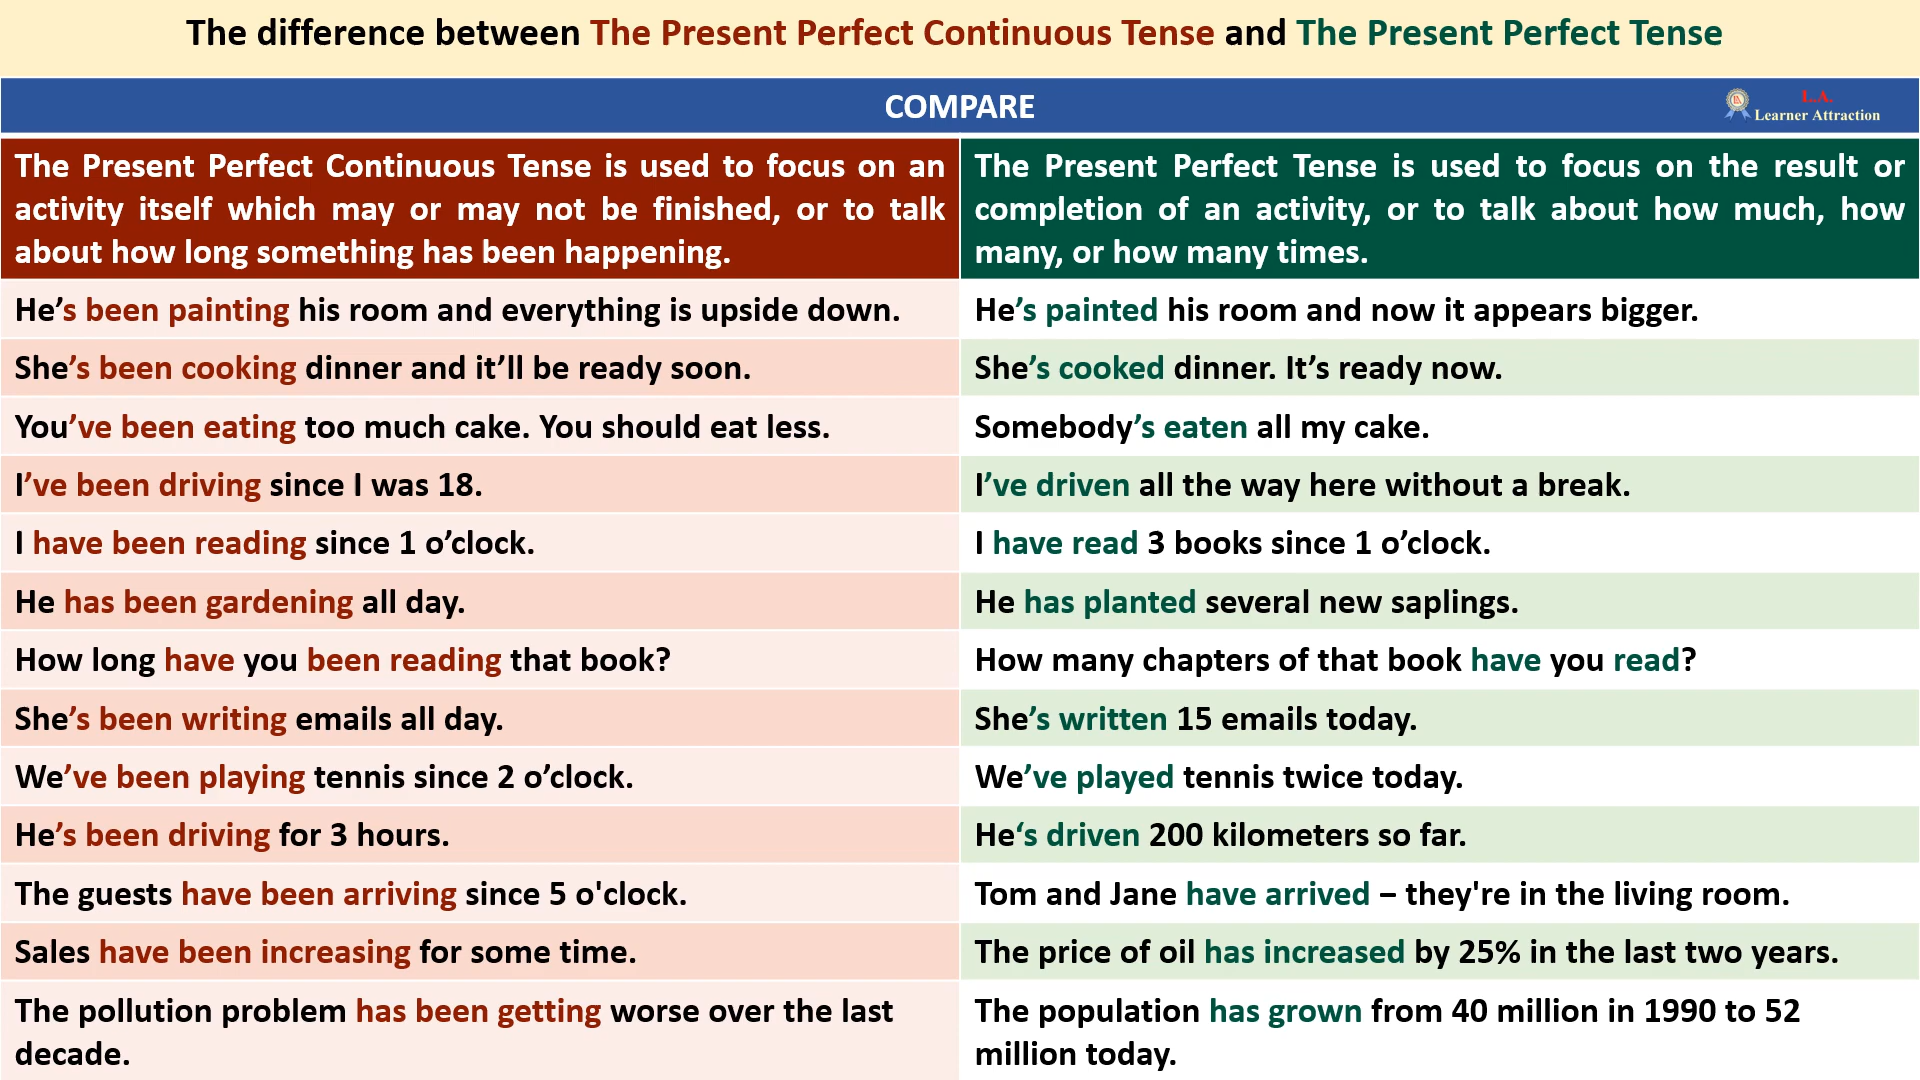 The difference between The Present Perfect Continuous Tense and The Present Perfect Tense
COMPARE
L.A.
Learner Attraction
The Present Perfect Continuous Tense is used to focus on an
activity itself which may or may not be finished, or to talk
about how long something has been happening.
The Present Perfect Tense is used to focus on the result or
completion of an activity, or to talk about how much, how
many, or how many times.
He’s been painting his room and everything is upside down.
He’s painted his room and now it appears bigger.
She’s been cooking dinner and it’ll be ready soon.
She’s cooked dinner. It’s ready now.
You’ve been eating too much cake. You should eat less.
Somebody’s eaten all my cake.
I’ve been driving since I was 18.
I’ve driven all the way here without a break.
I have been reading since 1 o’clock.
I have read 3 books since 1 o’clock.
He has been gardening all day.
He has planted several new saplings.
How long have you been reading that book?
How many chapters of that book have you read?
She’s been writing emails all day.
She’s written 15 emails today.
We’ve been playing tennis since 2 o’clock.
We’ve played tennis twice today.
He’s been driving for 3 hours.
He‘s driven 200 kilometers so far.
The guests have been arriving since 5 o'clock.
Tom and Jane have arrived – they're in the living room.
Sales have been increasing for some time.
The price of oil has increased by 25% in the last two years.
The pollution problem has been getting worse over the last
decade.
The population has grown from 40 million in 1990 to 52
million today.